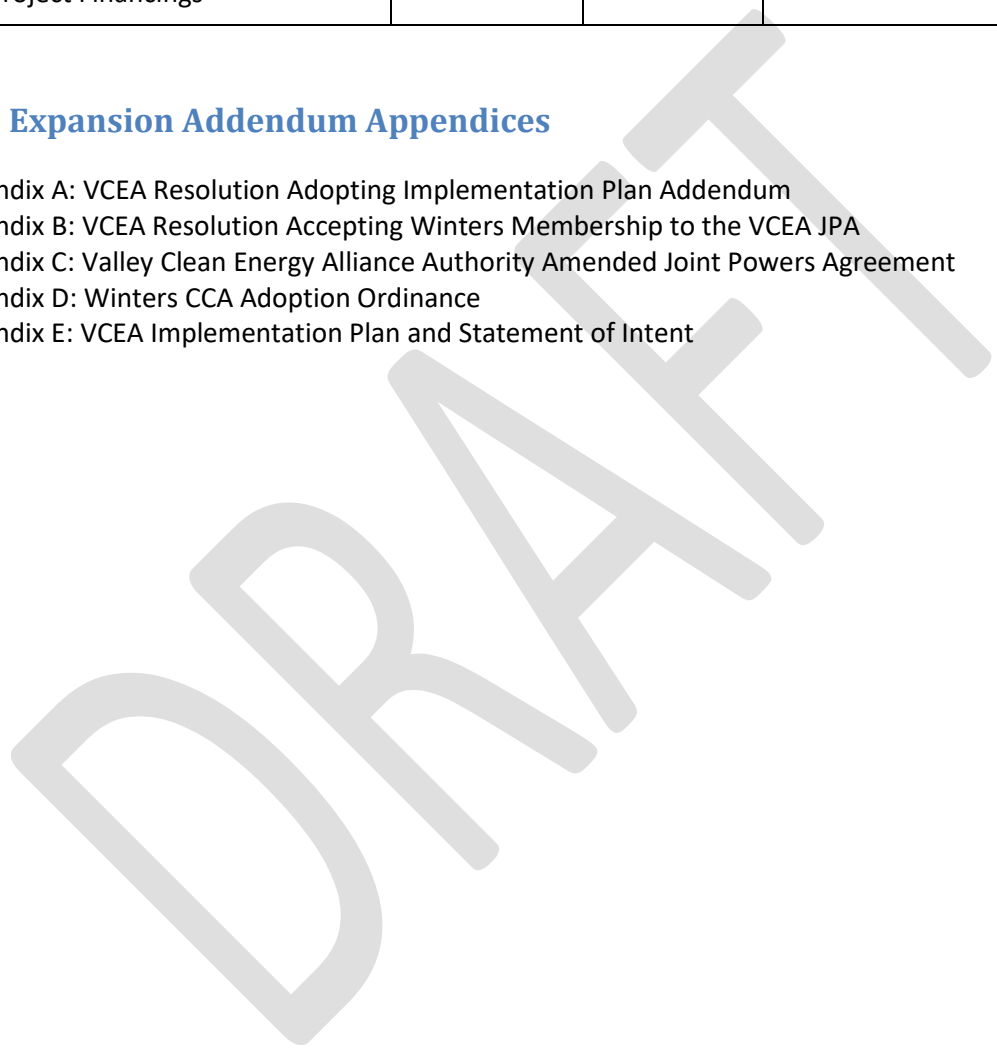 roject Financings
Expansion Addendum Appendices
ndix A: VCEA Resolution Adopting Implementation Plan Addendum
ndix B: VCEA Resolution Accepting Winters Membership to the VCEA JPA
ndix C: Valley Clean Energy Alliance Authority Amended Joint Powers Agreement
ndix D: Winters CCA Adoption Ordinance
ndix E: VCEA Implementation Plan and Statement of Intent
DRAFT